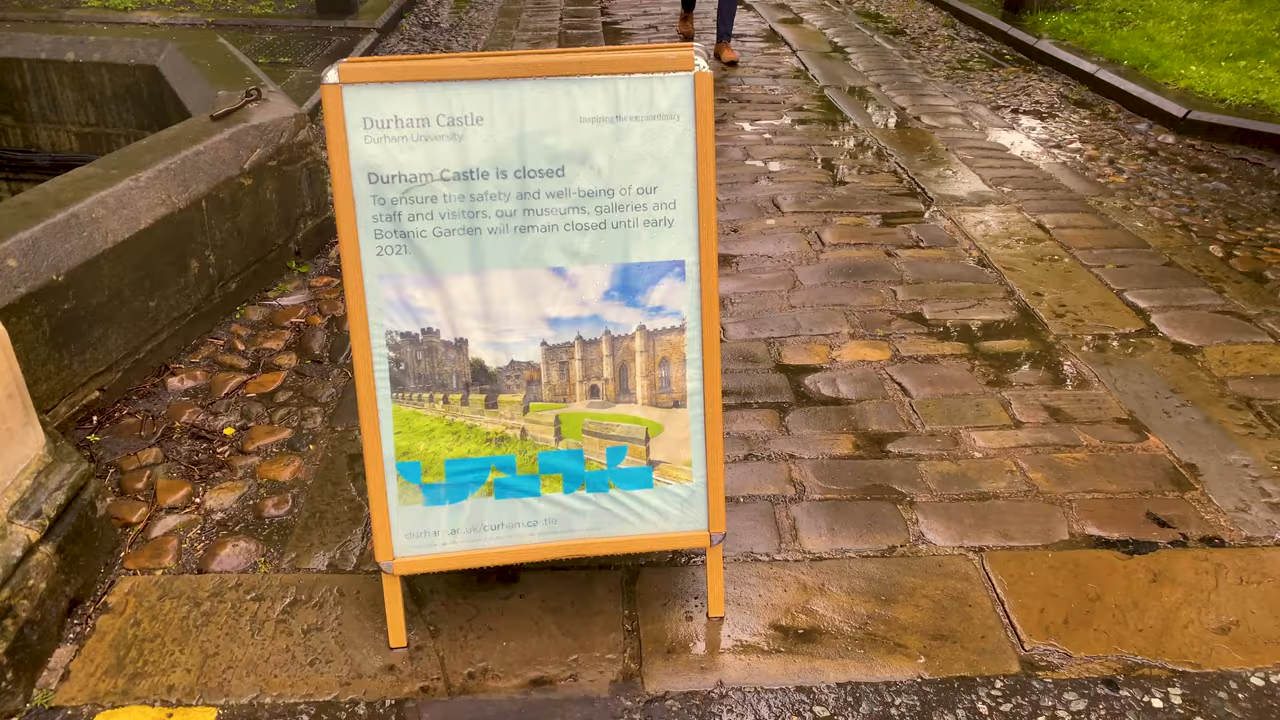 Durham Castle
Durham University
Inspiring the extraordinary
Durham Castle is closed
To ensure the safety and well-being of our
staff and visitors, our museums, galleries and
Botanic Garden will remain closed until early
2021.
durham.ac.uk/durham.castle